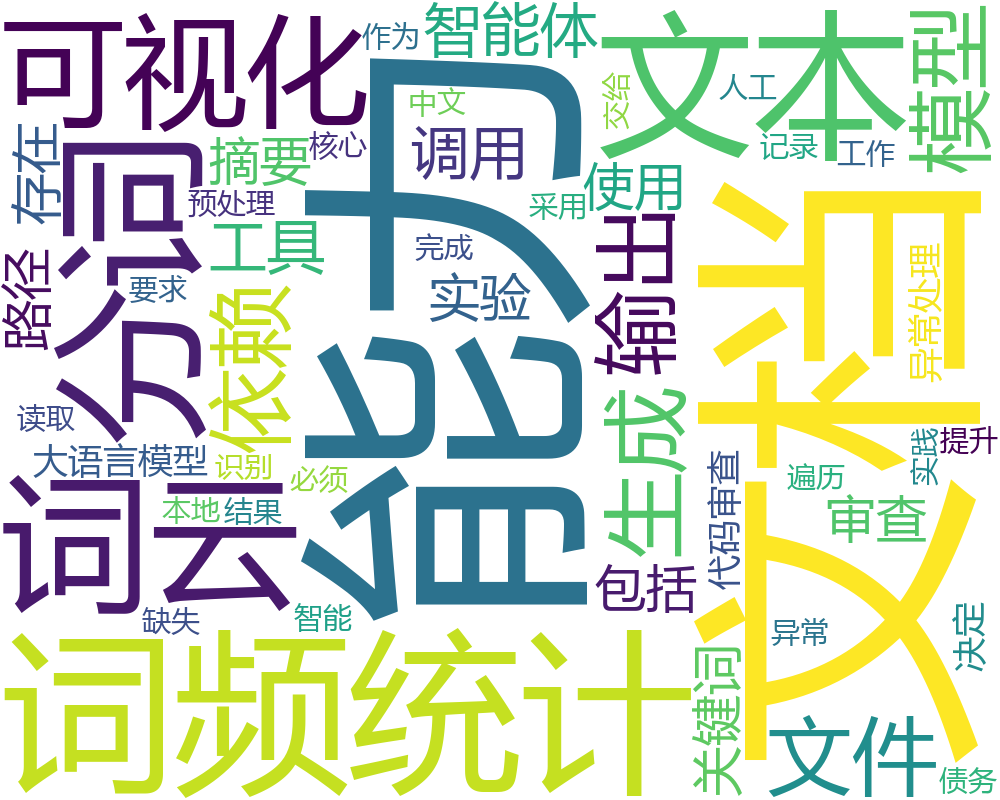 可视化
作为
智能体
文本
模型
交给
人工
中文
记录
工作
存在
分词
摘要
核心
调用
能力
使用
采用
预处理
工具
完成
输出
文档
异常处理
路径
要求
依赖
实验
生成
读取
大语言模型
识别
必须
代码审查
实践
提升
遍历
词云
本地
结果
审查
缺失
智能
包括
异常
决定
词频统计
关键词
文件
债务